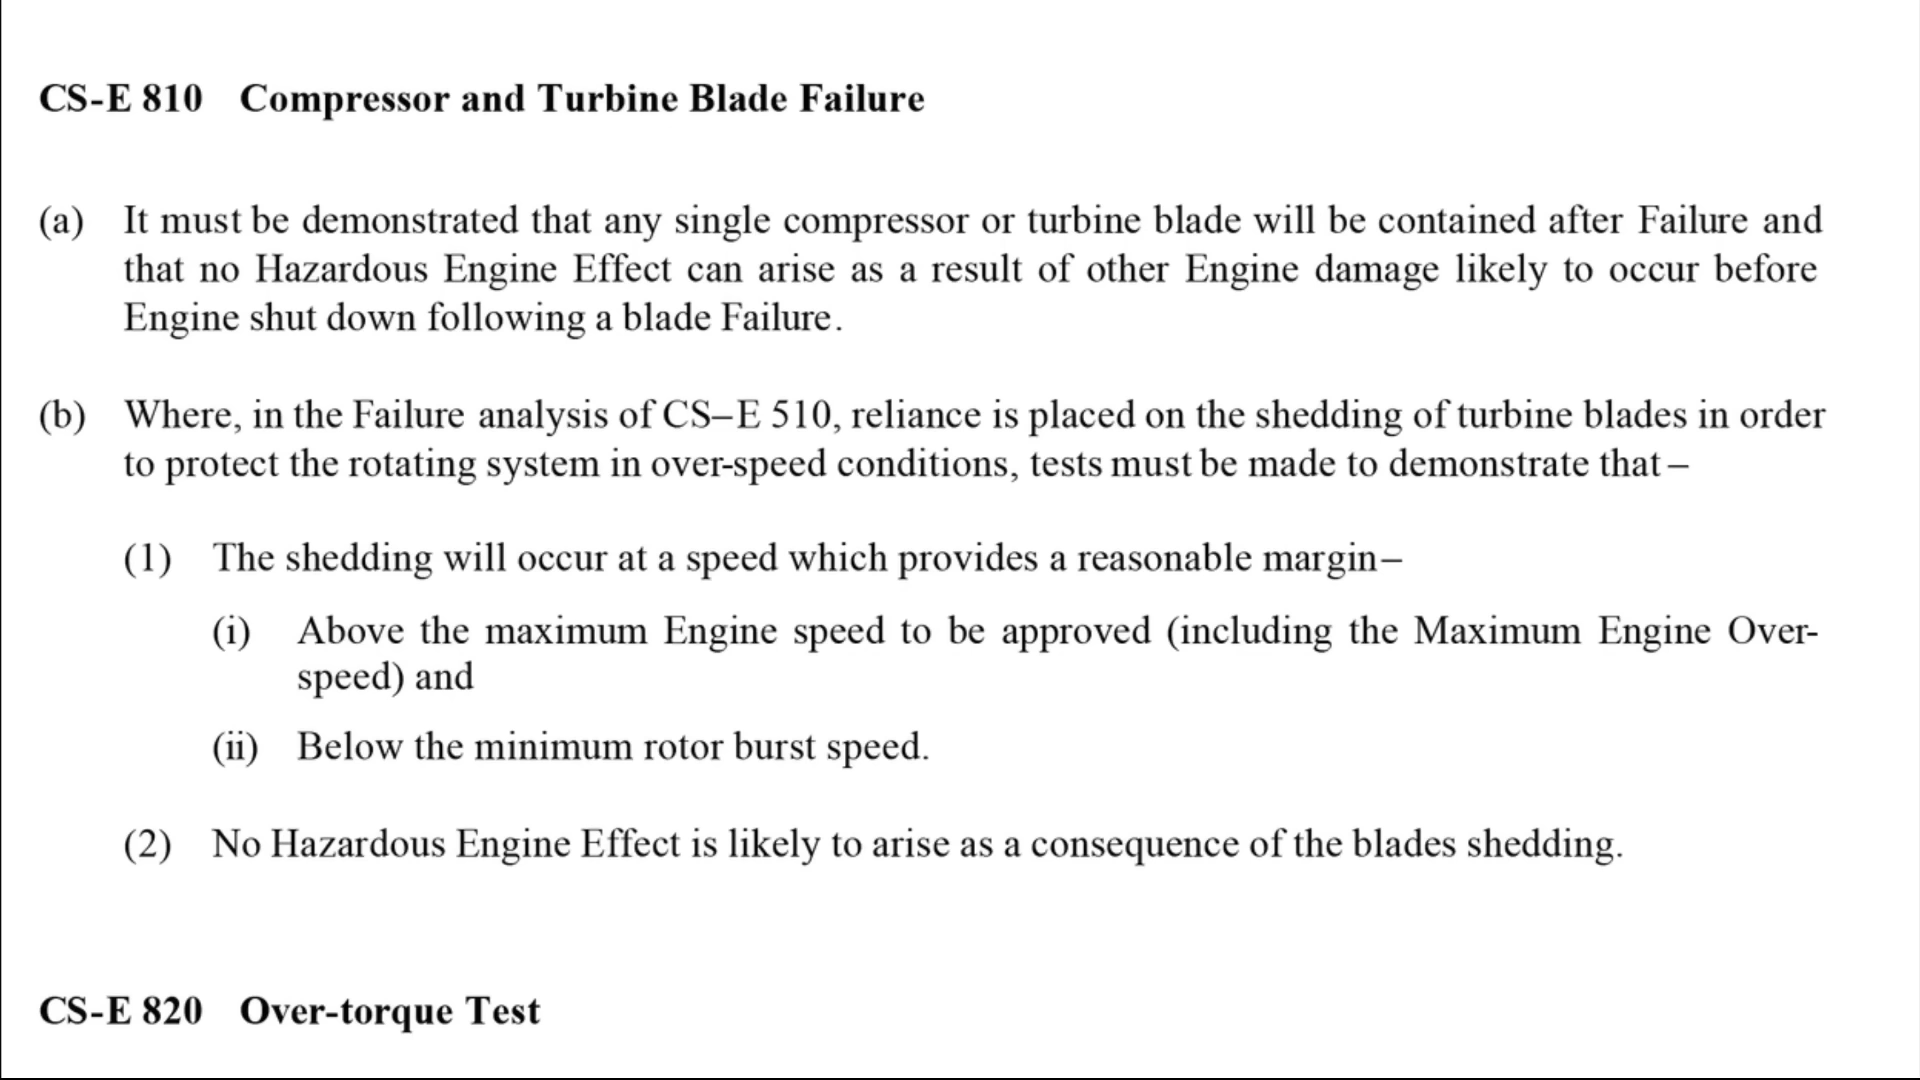 CS-E 810 Compressor and Turbine Blade Failure
(a) It must be demonstrated that any single compressor or turbine blade will be contained after Failure and
that no Hazardous Engine Effect can arise as a result of other Engine damage likely to occur before
Engine shut down following a blade Failure.
(b) Where, in the Failure analysis of CS–E 510, reliance is placed on the shedding of turbine blades in order
to protect the rotating system in over-speed conditions, tests must be made to demonstrate that –
(1) The shedding will occur at a speed which provides a reasonable margin–
(i) Above the maximum Engine speed to be approved (including the Maximum Engine Over-
speed) and
(ii) Below the minimum rotor burst speed.
(2) No Hazardous Engine Effect is likely to arise as a consequence of the blades shedding.
CS-E 820 Over-torque Test